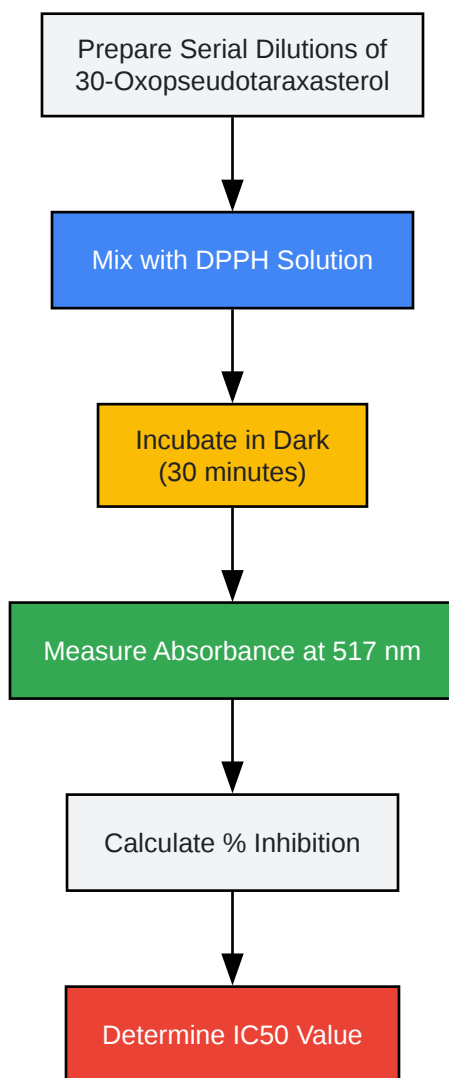 Prepare Serial Dilutions of
30-Oxopseudotaraxasterol
Mix with DPPH Solution
Incubate in Dark
(30 minutes)
Measure Absorbance at 517 nm
Calculate % Inhibition
Determine IC50 Value